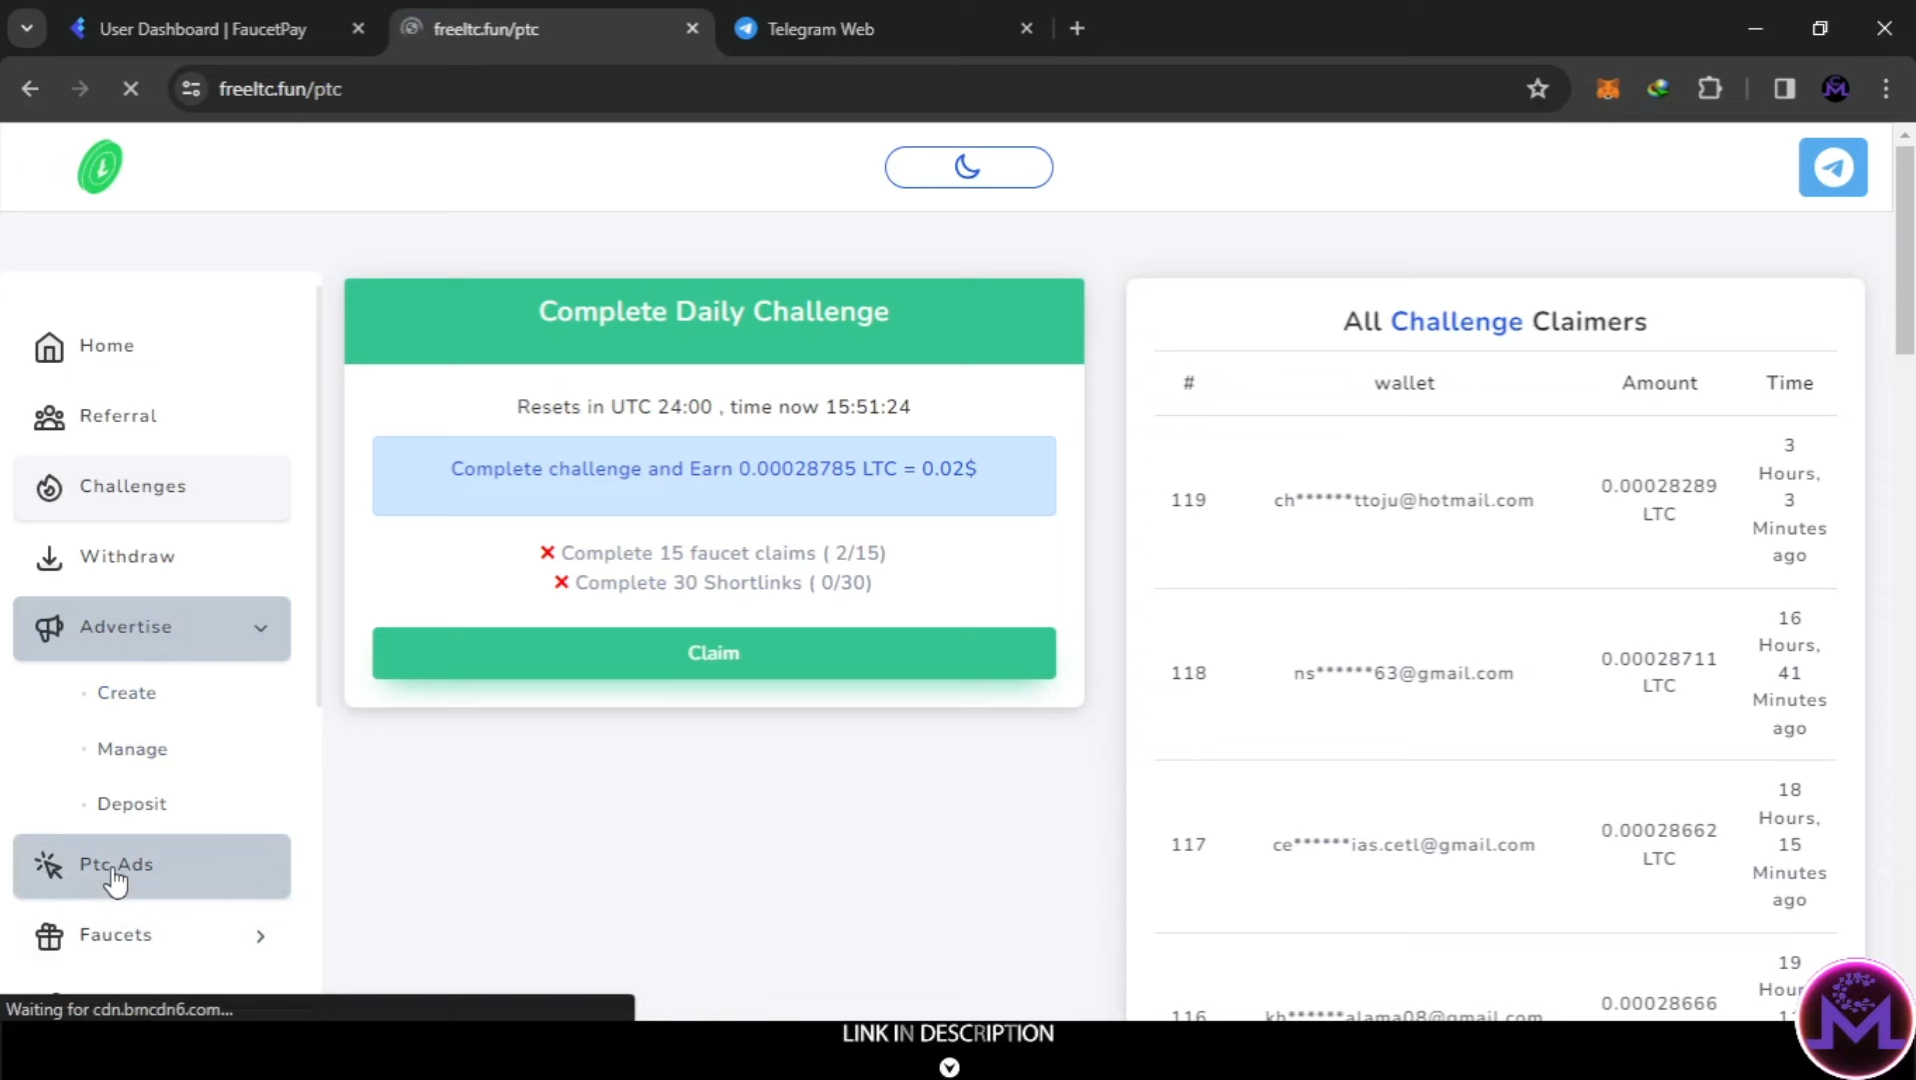 User Dashboard | FaucetPay
freeltc.fun/ptc
Telegram Web
freeltc.fun/ptc
Home
Referral
Challenges
Withdraw
Advertise
Create
Manage
Deposit
Ptc Ads
Faucets
Complete Daily Challenge
Resets in UTC 24:00 , time now 15:51:24
Complete challenge and Earn 0.00028785 LTC = 0.02$
Complete 15 faucet claims ( 2/15)
Complete 30 Shortlinks ( 0/30)
Claim
All Challenge Claimers
# wallet Amount Time
119 ch******ttoju@hotmail.com 0.00028289 LTC 3 Hours, 3 Minutes ago
118 ns******63@gmail.com 0.00028711 LTC 16 Hours, 41 Minutes ago
117 ce******ias.cetl@gmail.com 0.00028662 LTC 18 Hours, 15 Minutes ago
116 kh******alama08@gmail.com 0.00028666 19
Waiting for cdn.bmcdn6.com...
LINK IN DESCRIPTION